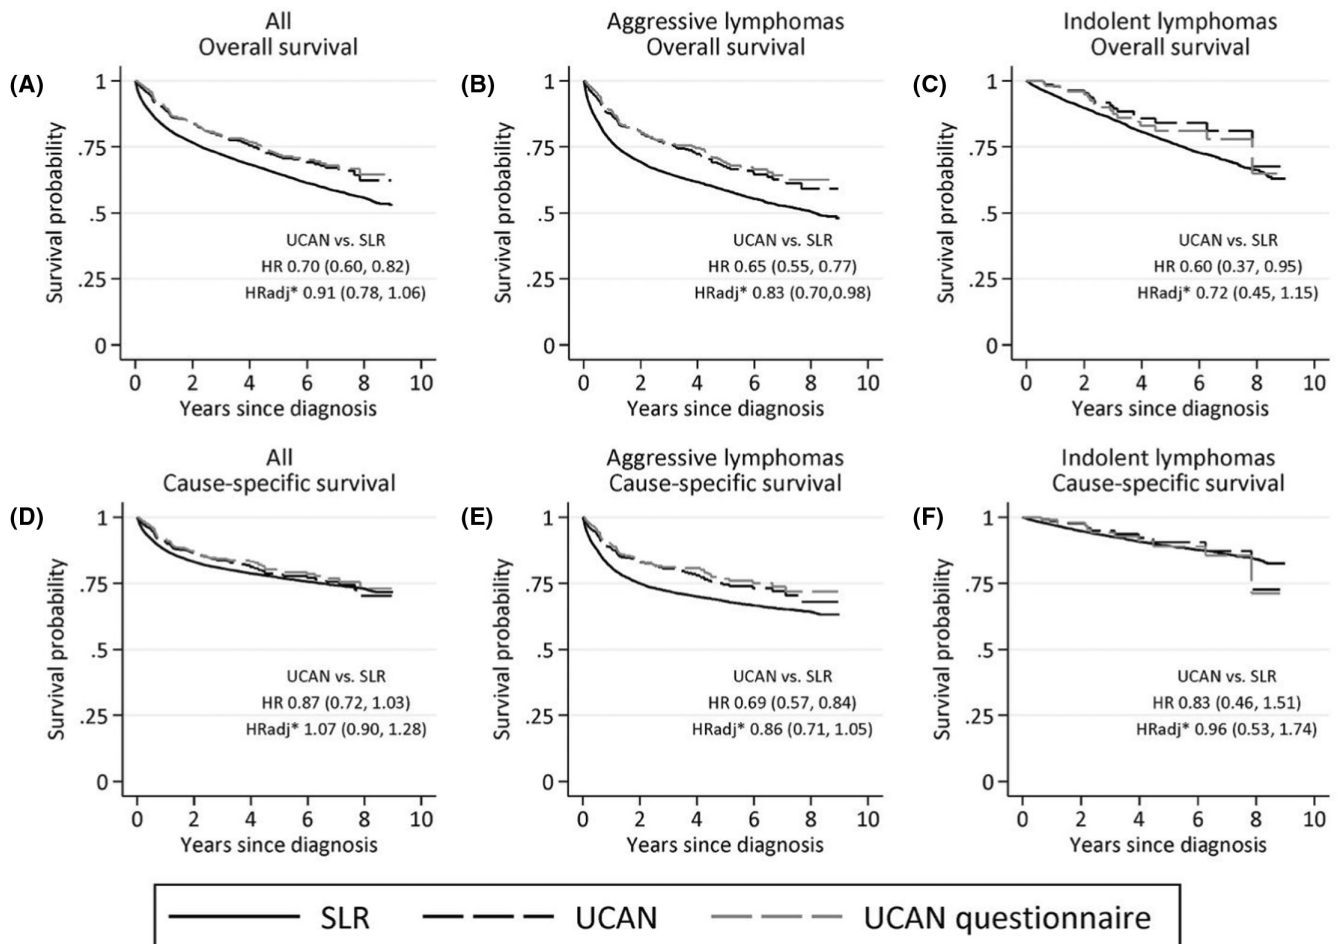 All
Overall survival
(A)
Survival probability
1
.75
.5
.25
0
UCAN vs. SLR
HR 0.70 (0.60, 0.82)
HRadj* 0.91 (0.78, 1.06)
0 2 4 6 8 10
Years since diagnosis
Aggressive lymphomas
Overall survival
(B)
Survival probability
1
.75
.5
.25
0
UCAN vs. SLR
HR 0.65 (0.55, 0.77)
HRadj* 0.83 (0.70,0.98)
0 2 4 6 8 10
Years since diagnosis
Indolent lymphomas
Overall survival
(C)
Survival probability
1
.75
.5
.25
0
UCAN vs. SLR
HR 0.60 (0.37, 0.95)
HRadj* 0.72 (0.45, 1.15)
0 2 4 6 8 10
Years since diagnosis
All
Cause-specific survival
(D)
Survival probability
1
.75
.5
.25
0
UCAN vs. SLR
HR 0.87 (0.72, 1.03)
HRadj* 1.07 (0.90, 1.28)
0 2 4 6 8 10
Years since diagnosis
Aggressive lymphomas
Cause-specific survival
(E)
Survival probability
1
.75
.5
.25
0
UCAN vs. SLR
HR 0.69 (0.57, 0.84)
HRadj* 0.86 (0.71, 1.05)
0 2 4 6 8 10
Years since diagnosis
Indolent lymphomas
Cause-specific survival
(F)
Survival probability
1
.75
.5
.25
0
UCAN vs. SLR
HR 0.83 (0.46, 1.51)
HRadj* 0.96 (0.53, 1.74)
0 2 4 6 8 10
Years since diagnosis
SLR UCAN UCAN questionnaire